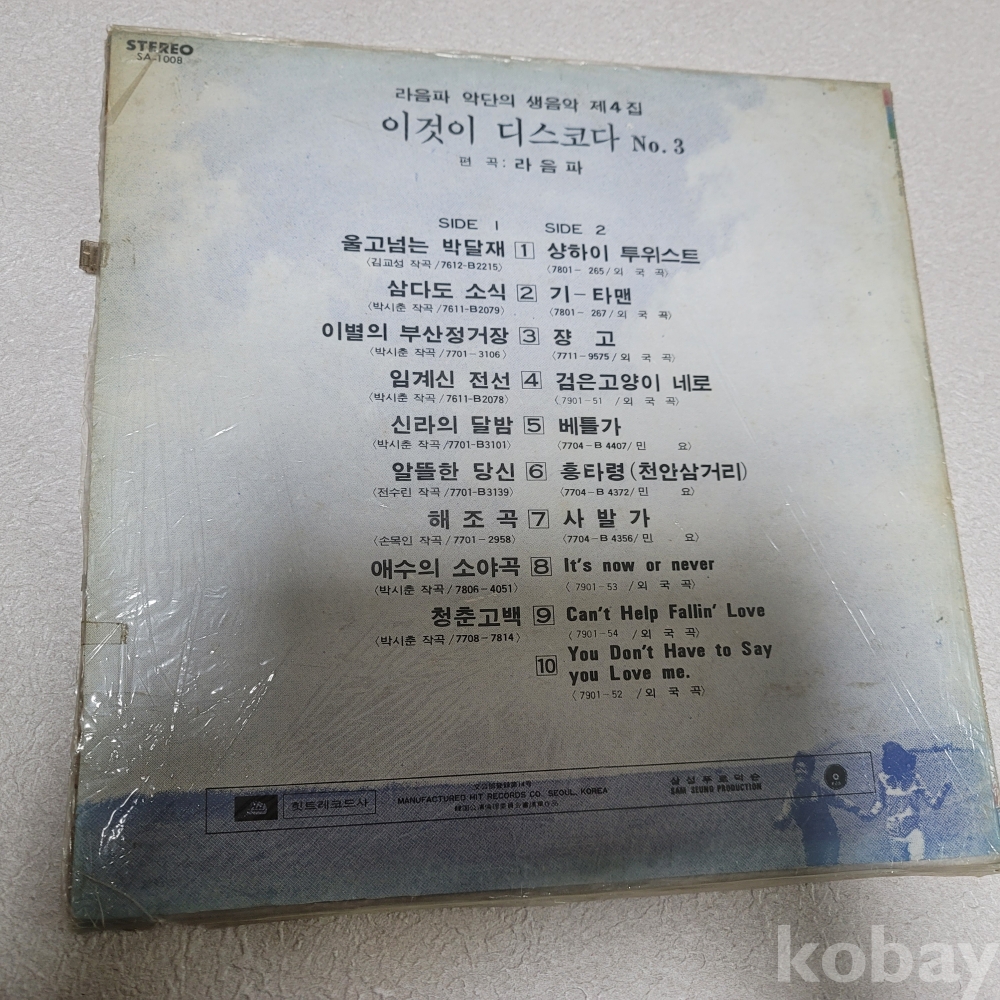 STEREO
SA-1008
라음파 악단의 생음악 제4집
이것이 디스코다 No. 3
편 곡: 라 음 파
SIDE 1
울고넘는 박달재 1
(김교성 작곡/7612-B2215)
삼다도 소식 2
(박시춘 작곡/7611-B2079)
이별의 부산정거장 3
(박시춘 작곡/7701-3106)
임계신 전선 4
(박시춘 작곡/7611-B2078)
신라의 달밤 5
(박시춘 작곡/7701-B3101)
알뜰한 당신 6
(전수린 작곡/7701-B3139)
해 조 곡 7
(손목인 작곡/7701-2958)
애수의 소야곡 8
(박시춘 작곡/7806-4051)
청춘고백 9
(박시춘 작곡/7708-7814)
10
SIDE 2
샹하이 투위스트
(7801-265/외 국 곡)
기-타맨
(7801-267/외 국 곡)
쟝 고
(7711-9575/외 국 곡)
검은고양이 네로
(7901-51 /외 국 곡)
베틀가
(7704-B 4407/민 요)
흥타령(천안삼거리)
(7704-B 4372/민 요)
사 발 가
(7704-B 4356/민 요)
It's now or never
(7901-53 /외 국 곡)
Can't Help Fallin' Love
(7901-54 /외 국 곡)
You Don't Have to Say
you Love me.
(7901-52 /외 국 곡)
힛트레코드사
MANUFACTURED HIT RECORDS CO. SEOUL, KOREA
삼성푸로덕숀
SAM SEUNG PRODUCTION
kobay